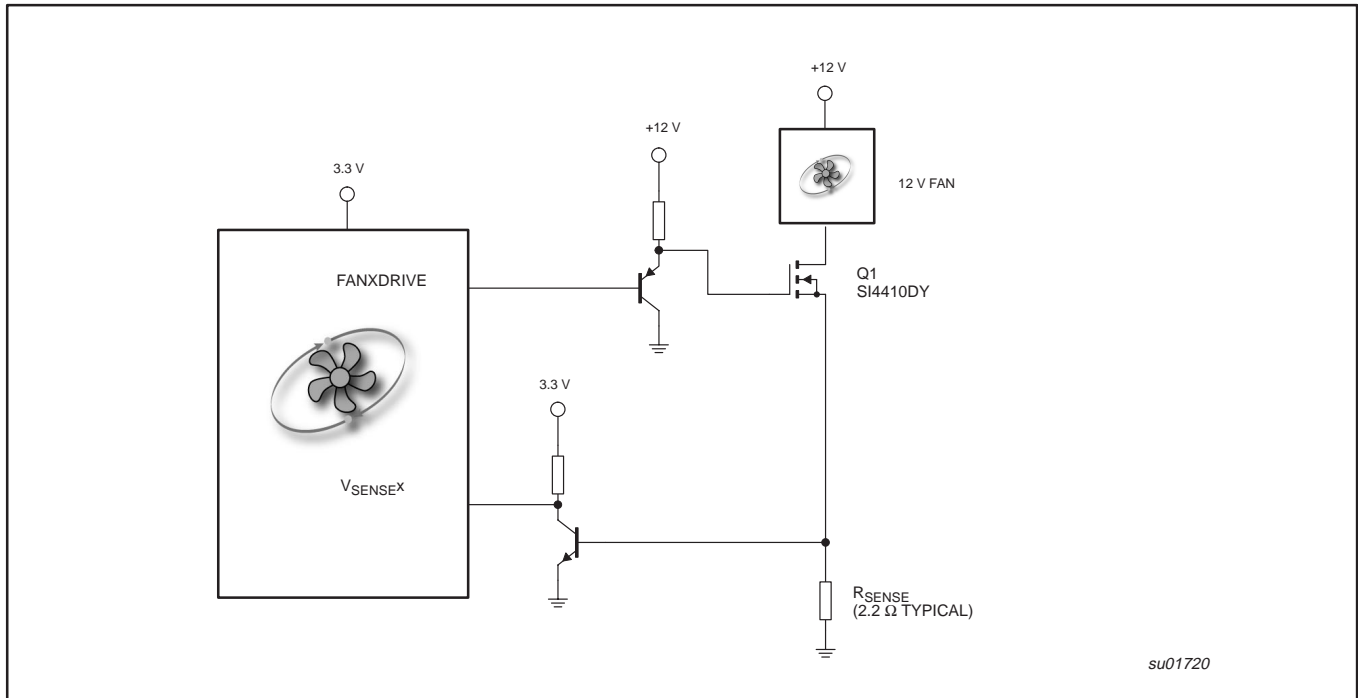 +12 V
+12 V
3.3 V
12 V FAN
FANXDRIVE
Q1
SI4410DY
3.3 V
VSENSEx
RSENSE
(2.2 Ω TYPICAL)
su01720